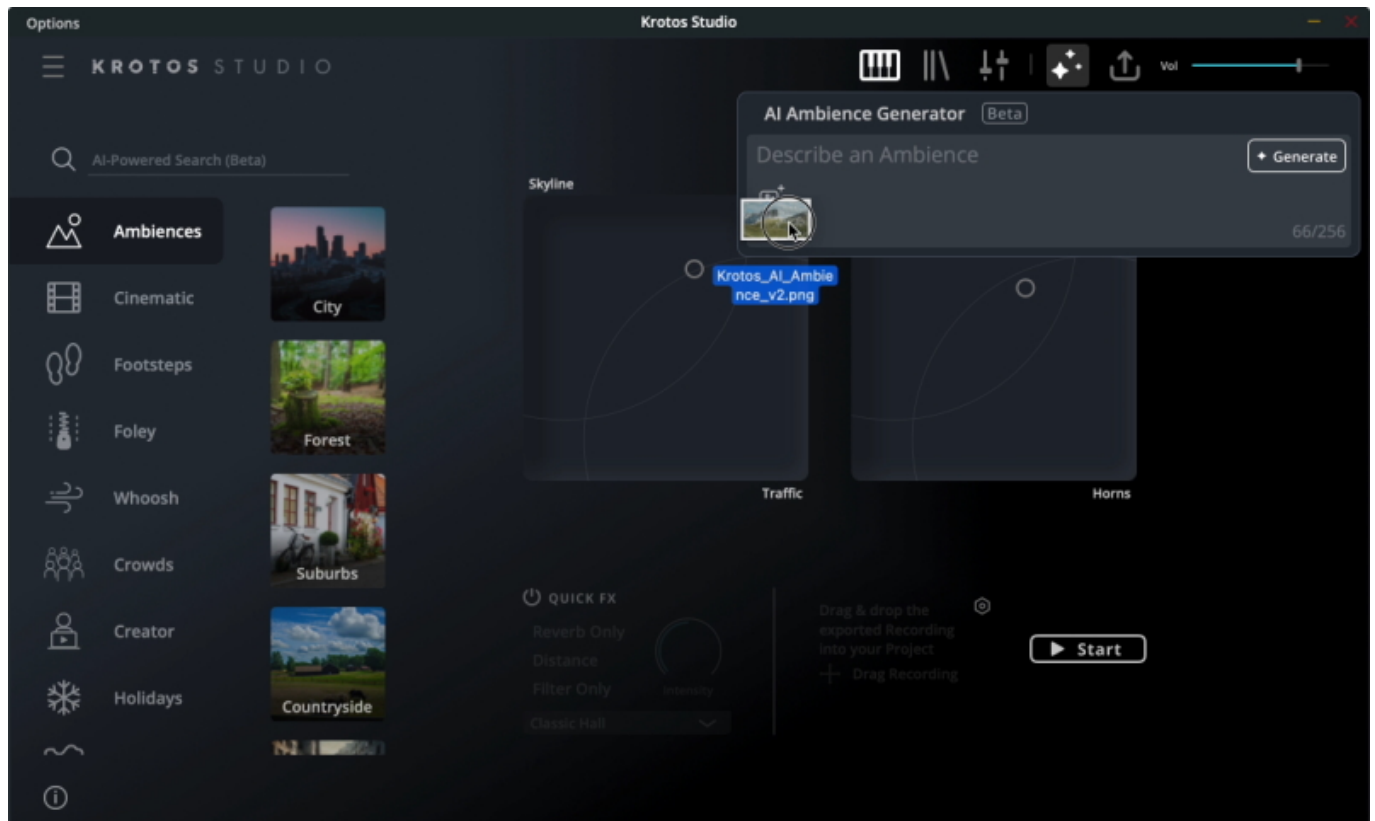 Options
Krotos Studio
KROTOS STUDIO
Vol
AI Ambience Generator
Beta
Describe an Ambience
Generate
66/256
AI-Powered Search (Beta)
Skyline
Ambiences
Cinematic
Footsteps
Foley
Whoosh
Crowds
Creator
Holidays
City
Forest
Suburbs
Countryside
Krotos_AI_Ambie
nce_v2.png
Traffic
Horns
QUICK FX
Reverb Only
Distance
Filter Only
Intensity
Classic Hall
Drag & drop the
exported Recording
into your Project
Drag Recording
Start